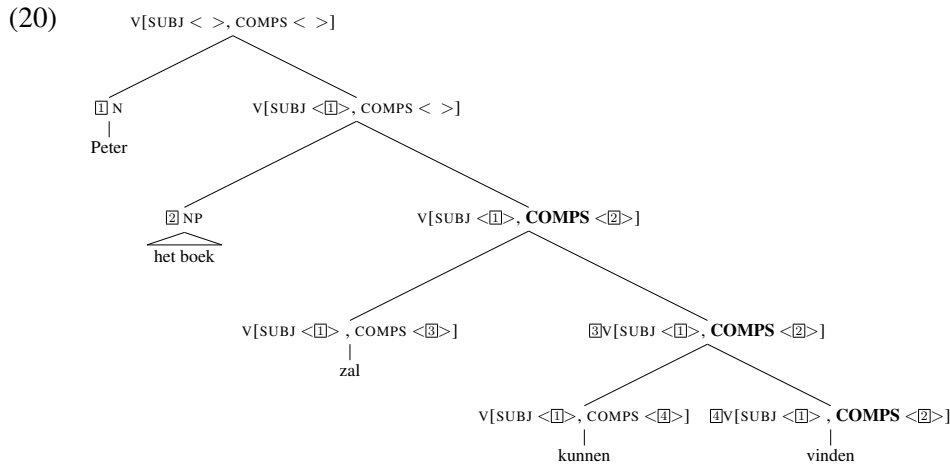 (20)
V[SUBJ < >, COMPS < >]
1 N V[SUBJ <1>, COMPS < >]
Peter
2 NP V[SUBJ <1>, COMPS <2>]
het boek
V[SUBJ <1> , COMPS <3>] 3V[SUBJ <1>, COMPS <2>]
zal
V[SUBJ <1>, COMPS <4>] 4V[SUBJ <1> , COMPS <2>]
kunnen vinden